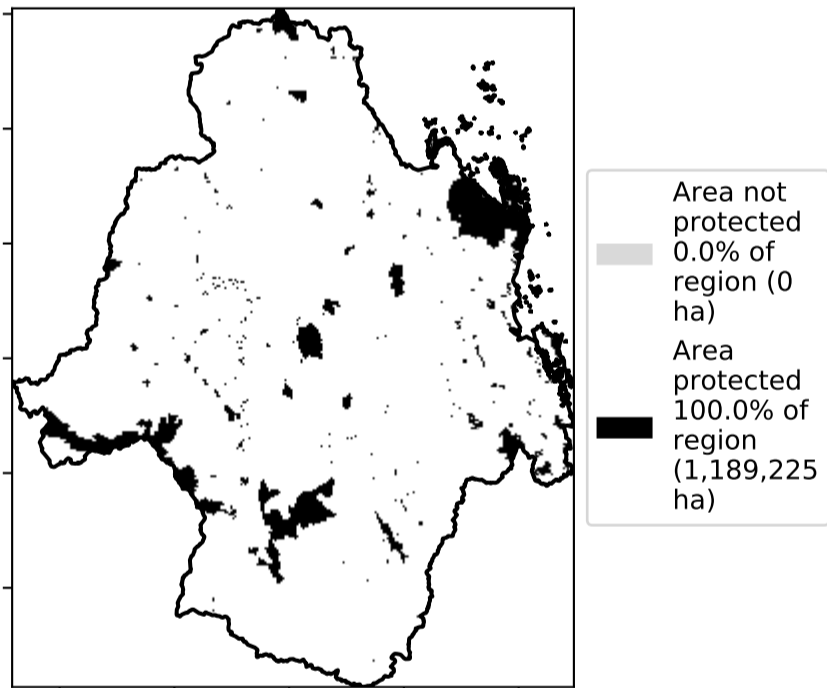 Area not
protected
0.0% of
region (0
ha)
Area
protected
100.0% of
region
(1,189,225
ha)